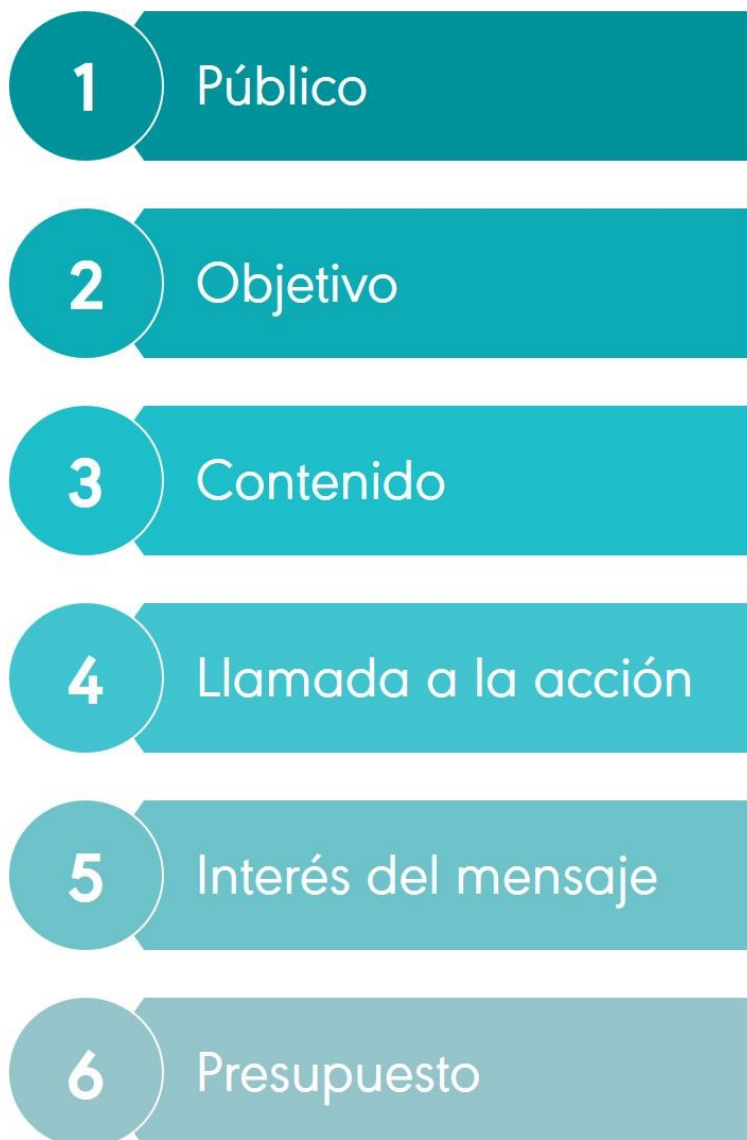 1 Público
2 Objetivo
3 Contenido
4 Llamada a la acción
5 Interés del mensaje
6 Presupuesto